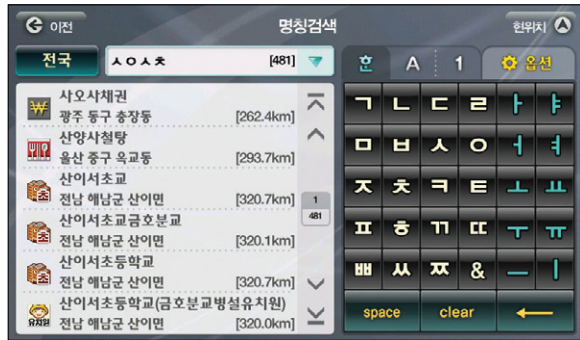 이전
명칭검색
현위치
전국
ㅅㅇㅅㅊ [481]
한 A 1 옵션
사오사채권
광주 동구 충장동 [262.4km]
산양사철탕
울산 중구 옥교동 [293.7km]
산이서초교
전남 해남군 산이면 [320.7km]
산이서초교금호분교
전남 해남군 산이면 [320.1km]
산이서초등학교
전남 해남군 산이면 [320.7km]
산이서초등학교(금호분교병설유치원)
유치원 전남 해남군 산이면 [320.0km]
1
481
ㄱ ㄴ ㄷ ㄹ ㅏ ㅑ
ㅁ ㅂ ㅅ ㅇ ㅓ ㅕ
ㅈ ㅊ ㅋ ㅌ ㅗ ㅛ
ㅍ ㅎ ㄲ ㄸ ㅜ ㅠ
ㅃ ㅆ ㅉ & ㅡ ㅣ
space clear